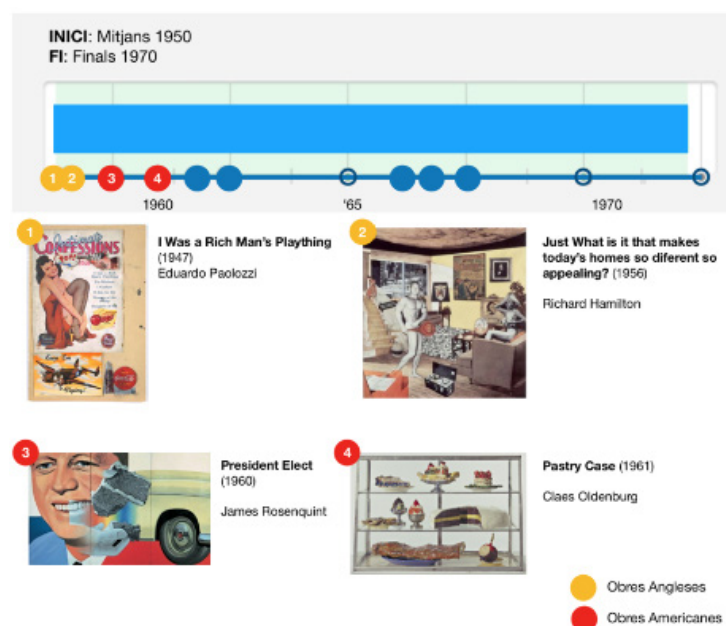 INICI: Mitjans 1950
FI: Finals 1970
1 2 3 4
1960 '65 1970
1
CONFESSIONS
I Was a Rich Man's Plaything
(1947)
Eduardo Paolozzi
2
Just What is it that makes
today's homes so diferent so
appealing? (1956)
Richard Hamilton
3
President Elect
(1960)
James Rosenquint
4
Pastry Case (1961)
Claes Oldenburg
Obres Angleses
Obres Americanes